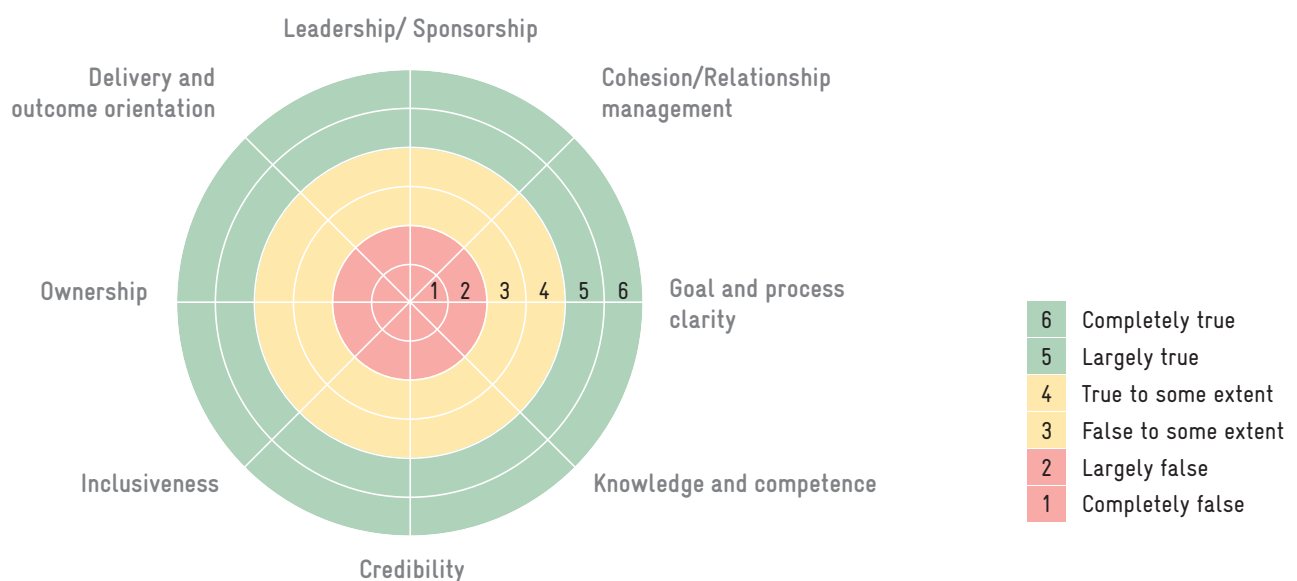 Leadership/ Sponsorship
Delivery and
outcome orientation
Cohesion/Relationship
management
Ownership
1 2 3 4 5 6
Goal and process
clarity
Inclusiveness
Knowledge and competence
Credibility
6 Completely true
5 Largely true
4 True to some extent
3 False to some extent
2 Largely false
1 Completely false